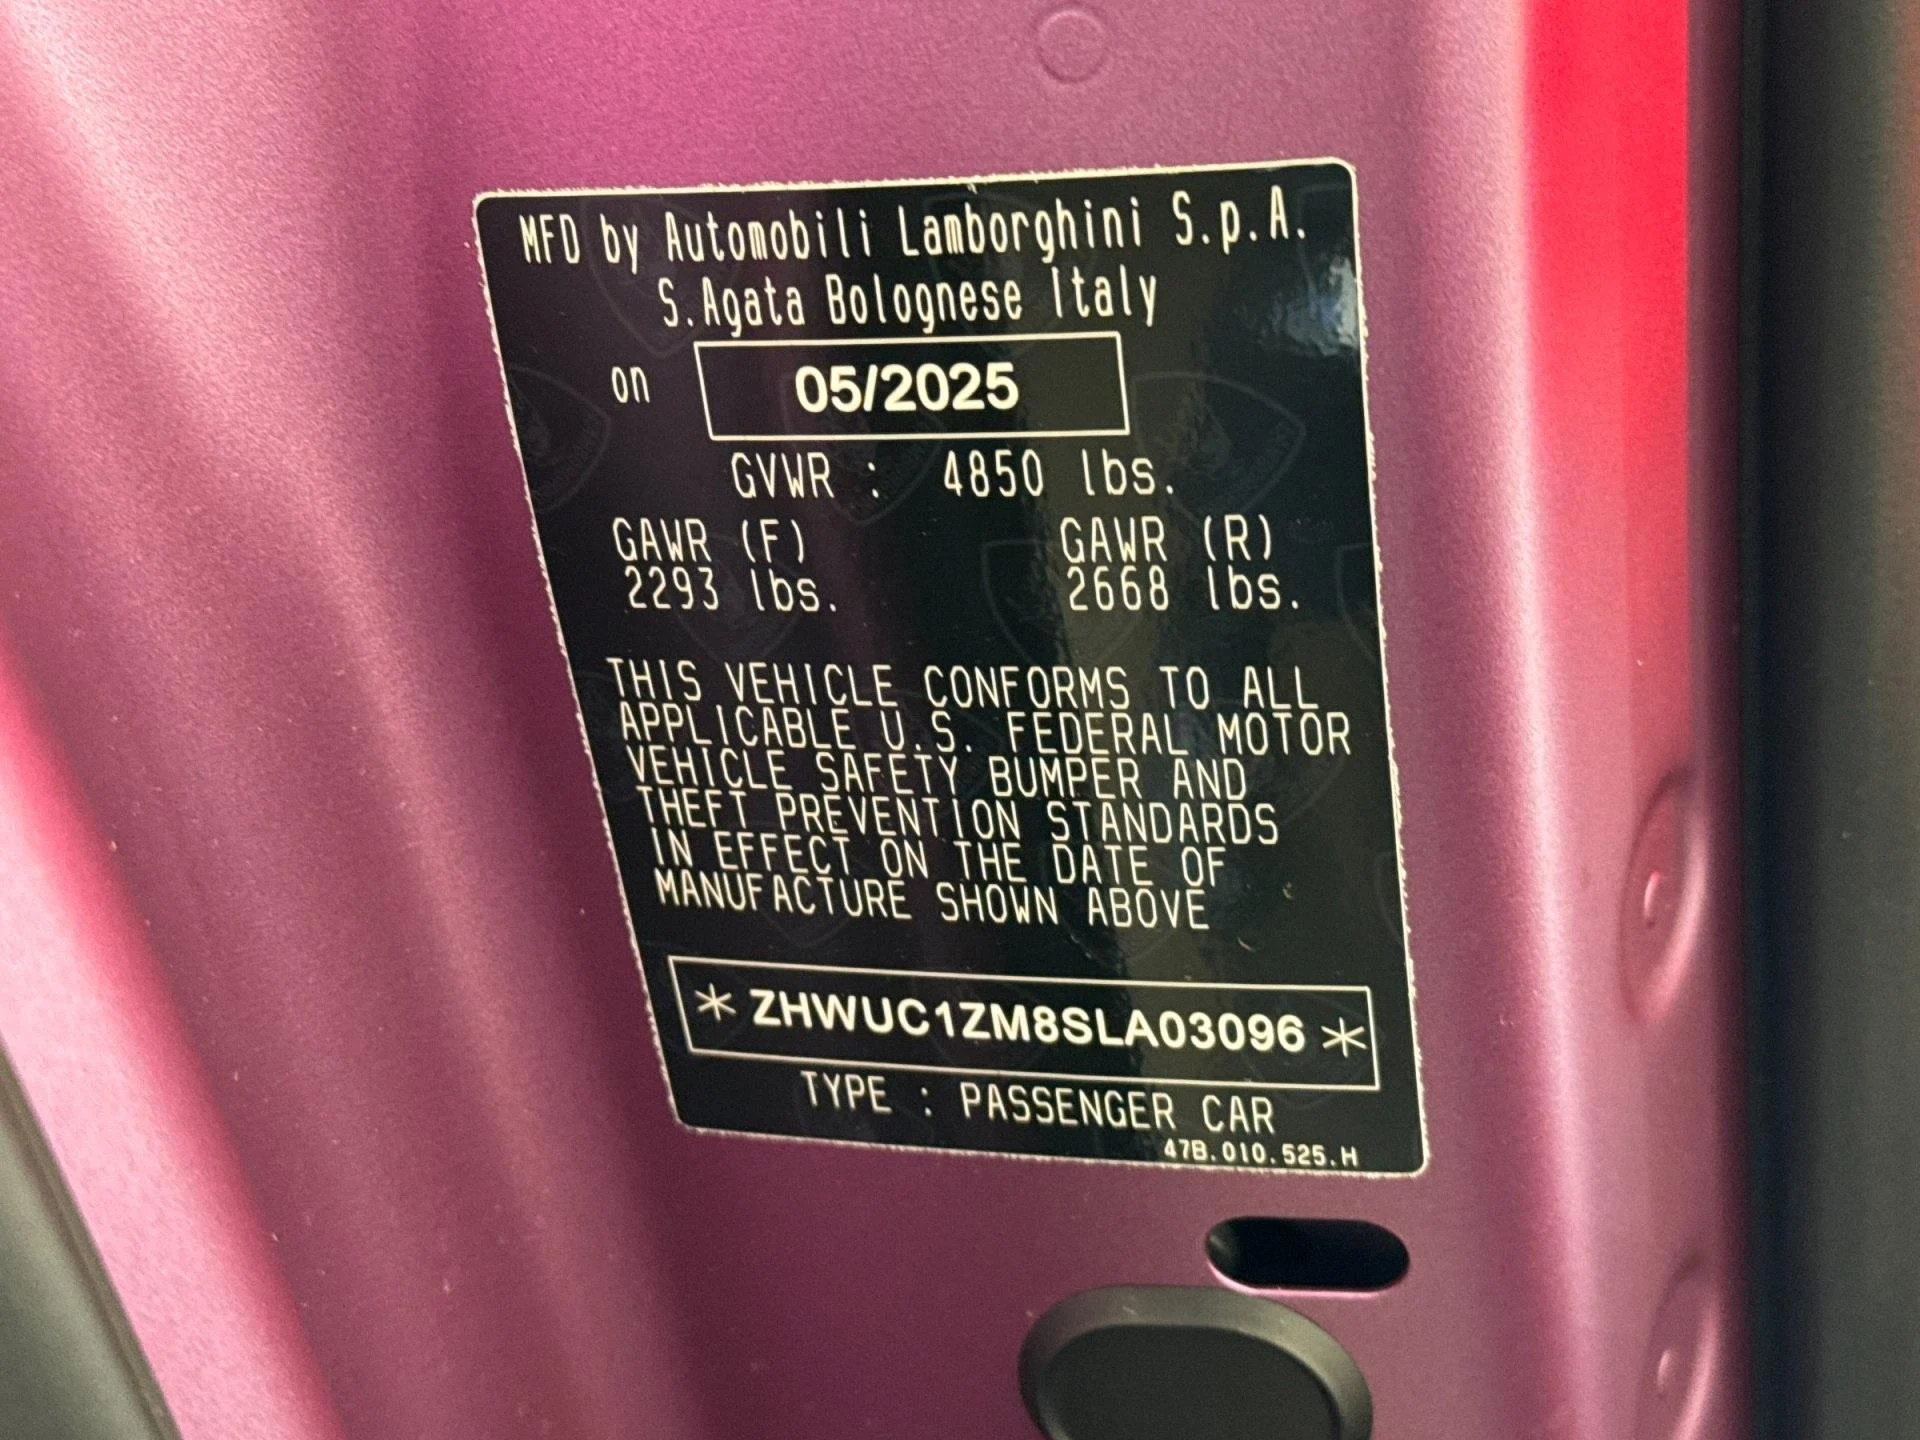 MFD by Automobili Lamborghini S.p.A.
S.Agata Bolognese Italy
on 05/2025
GVWR : 4850 lbs.
GAWR (F) GAWR (R)
2293 lbs. 2668 lbs.
THIS VEHICLE CONFORMS TO ALL
APPLICABLE U.S. FEDERAL MOTOR
VEHICLE SAFETY BUMPER AND
THEFT PREVENTION STANDARDS
IN EFFECT ON THE DATE OF
MANUFACTURE SHOWN ABOVE
* ZHWUC1ZM8SLA03096 *
TYPE : PASSENGER CAR
47B.010.525.H